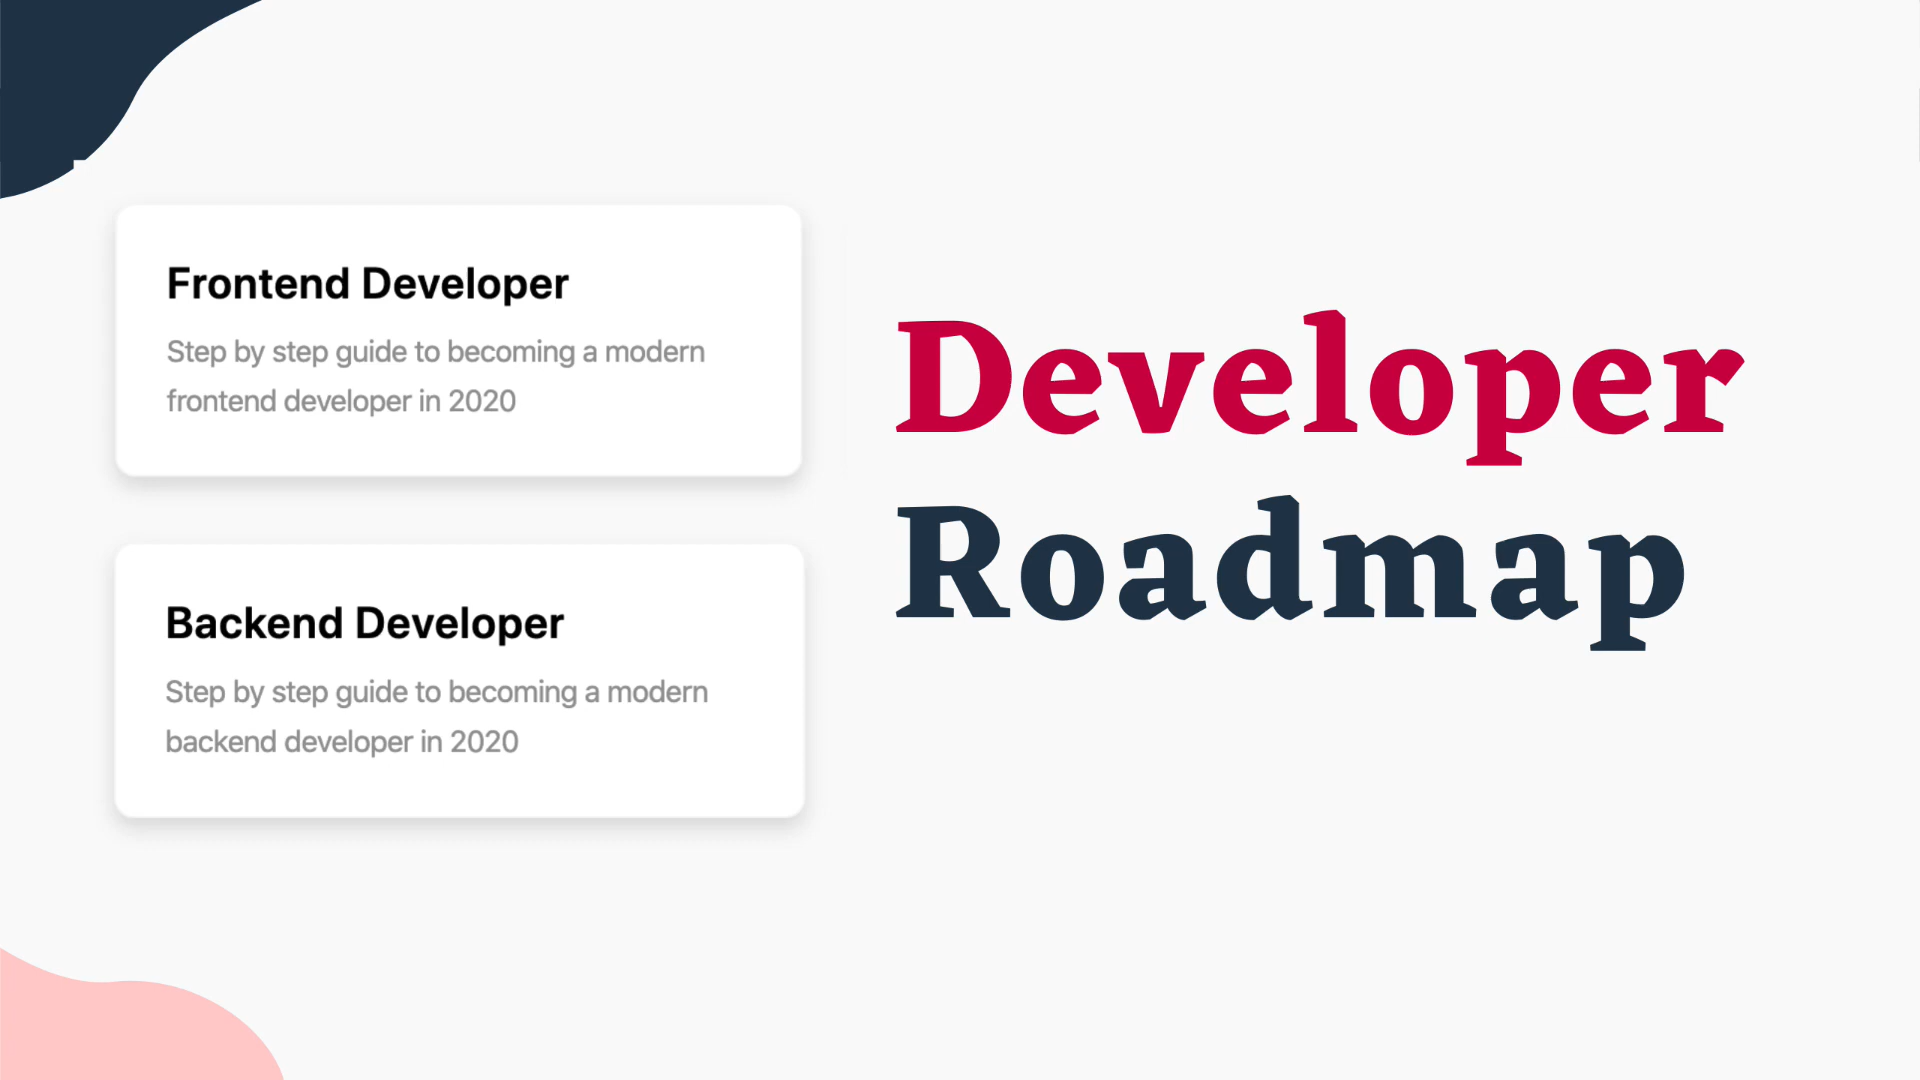 Frontend Developer
Step by step guide to becoming a modern
frontend developer in 2020
Backend Developer
Step by step guide to becoming a modern
backend developer in 2020
Developer
Roadmap